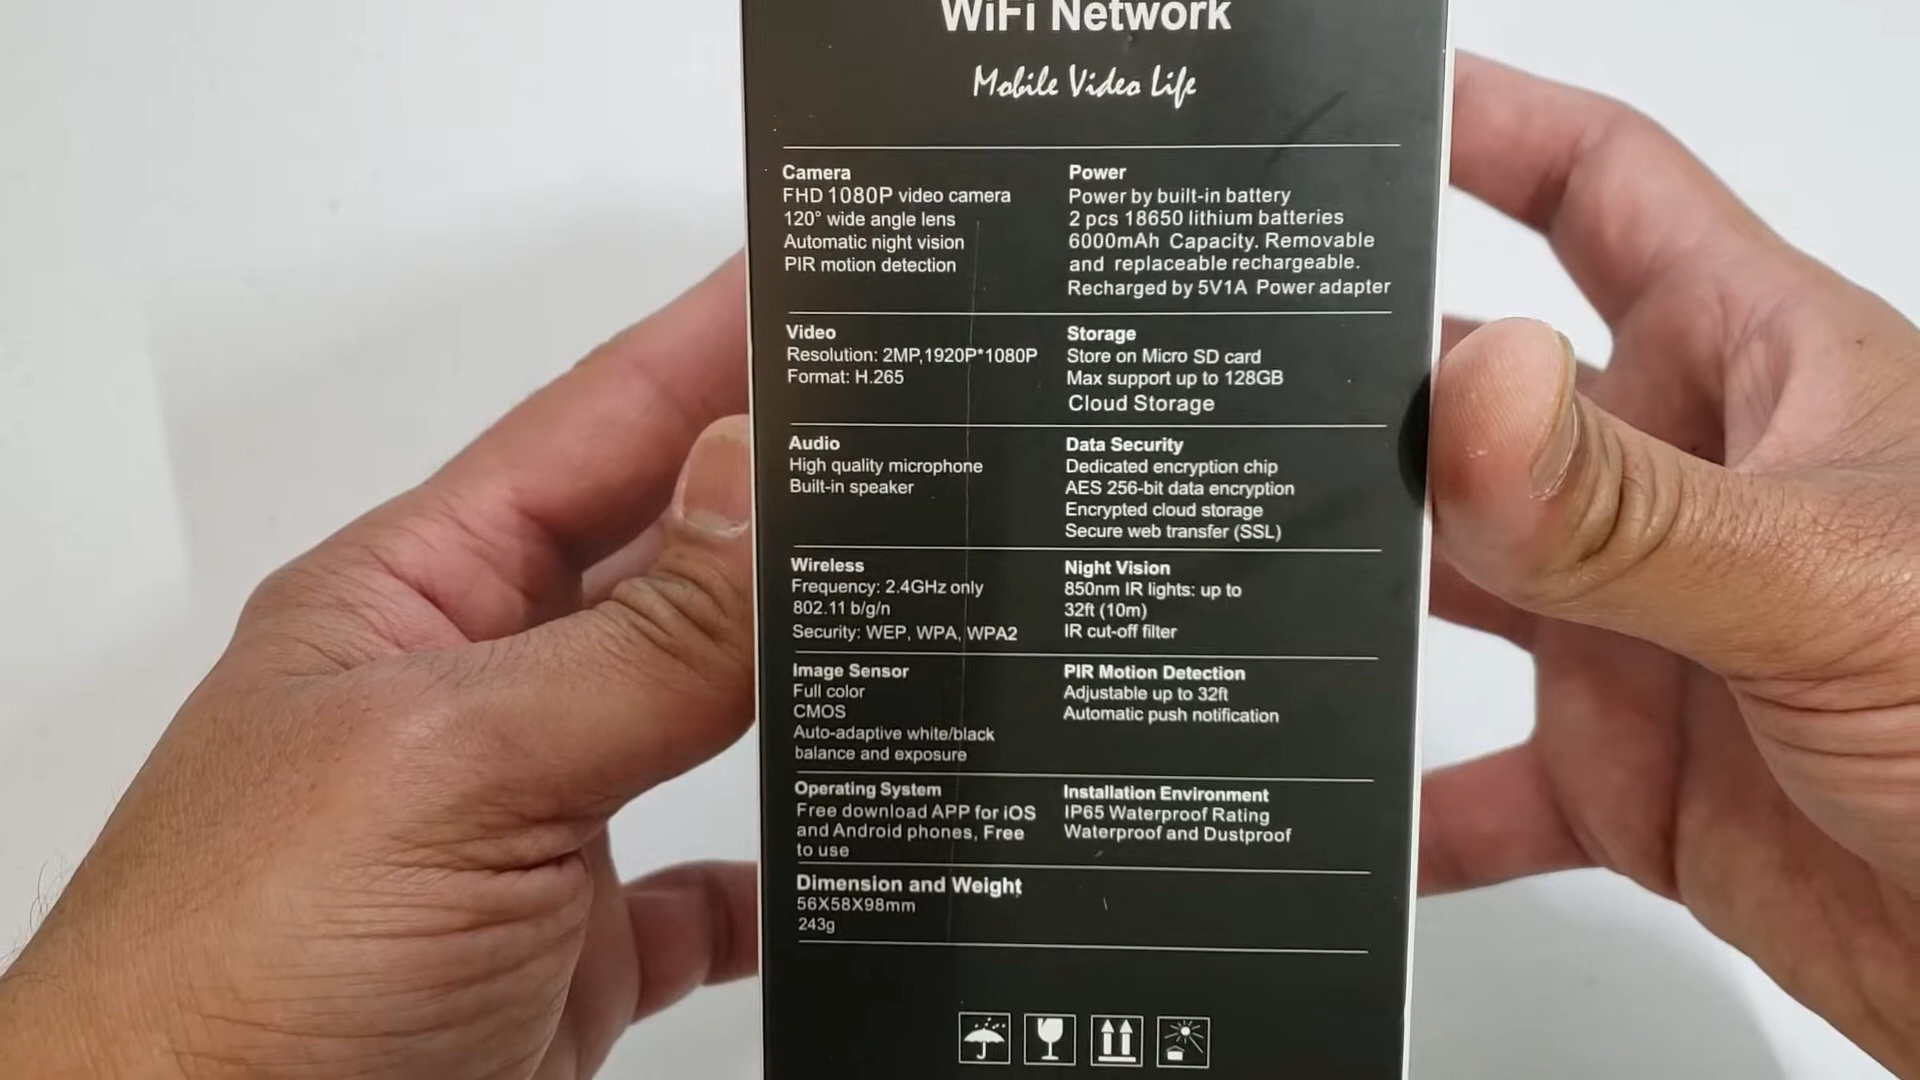 WiFi Network
Mobile Video Life
Camera
FHD 1080P video camera
120° wide angle lens
Automatic night vision
PIR motion detection
Power
Power by built-in battery
2 pcs 18650 lithium batteries
6000mAh Capacity. Removable
and replaceable rechargeable.
Recharged by 5V1A Power adapter
Video
Resolution: 2MP,1920P*1080P
Format: H.265
Storage
Store on Micro SD card
Max support up to 128GB
Cloud Storage
Audio
High quality microphone
Built-in speaker
Data Security
Dedicated encryption chip
AES 256-bit data encryption
Encrypted cloud storage
Secure web transfer (SSL)
Wireless
Frequency: 2.4GHz only
802.11 b/g/n
Security: WEP, WPA, WPA2
Night Vision
850nm IR lights: up to
32ft (10m)
IR cut-off filter
Image Sensor
Full color
CMOS
Auto-adaptive white/black
balance and exposure
PIR Motion Detection
Adjustable up to 32ft
Automatic push notification
Operating System
Free download APP for iOS
and Android phones, Free
to use
Installation Environment
IP65 Waterproof Rating
Waterproof and Dustproof
Dimension and Weight
56X58X98mm
243g